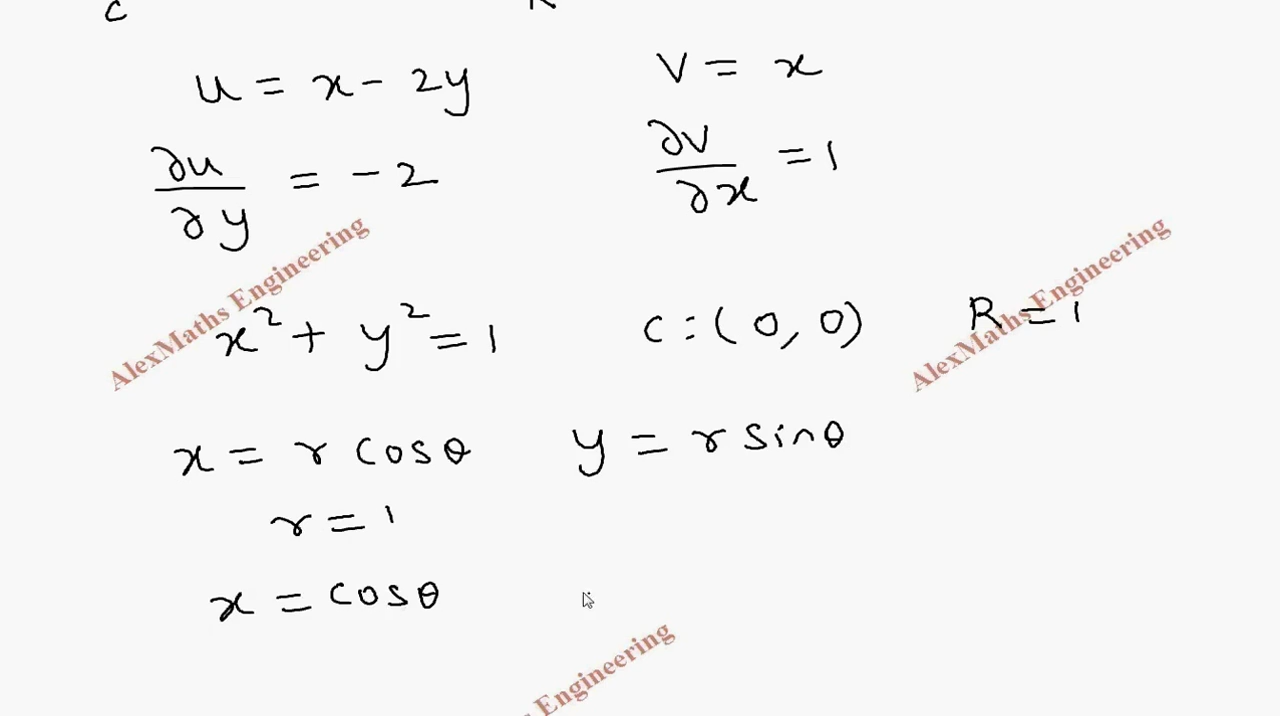 c R
u = x - 2y v = x
∂u/∂y = -2 ∂v/∂x = 1
x² + y² = 1 C : (0, 0) R = 1
x = r cosθ y = r sinθ
r = 1
x = cosθ
AlexMaths Engineering
AlexMaths Engineering
s Engineering